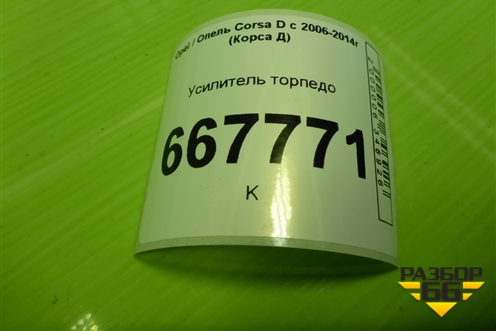 Opel / Опель Corsa D с 2006-2014г
(Корса Д)
Усилитель торпедо
667771
К
РАЗБОР
66